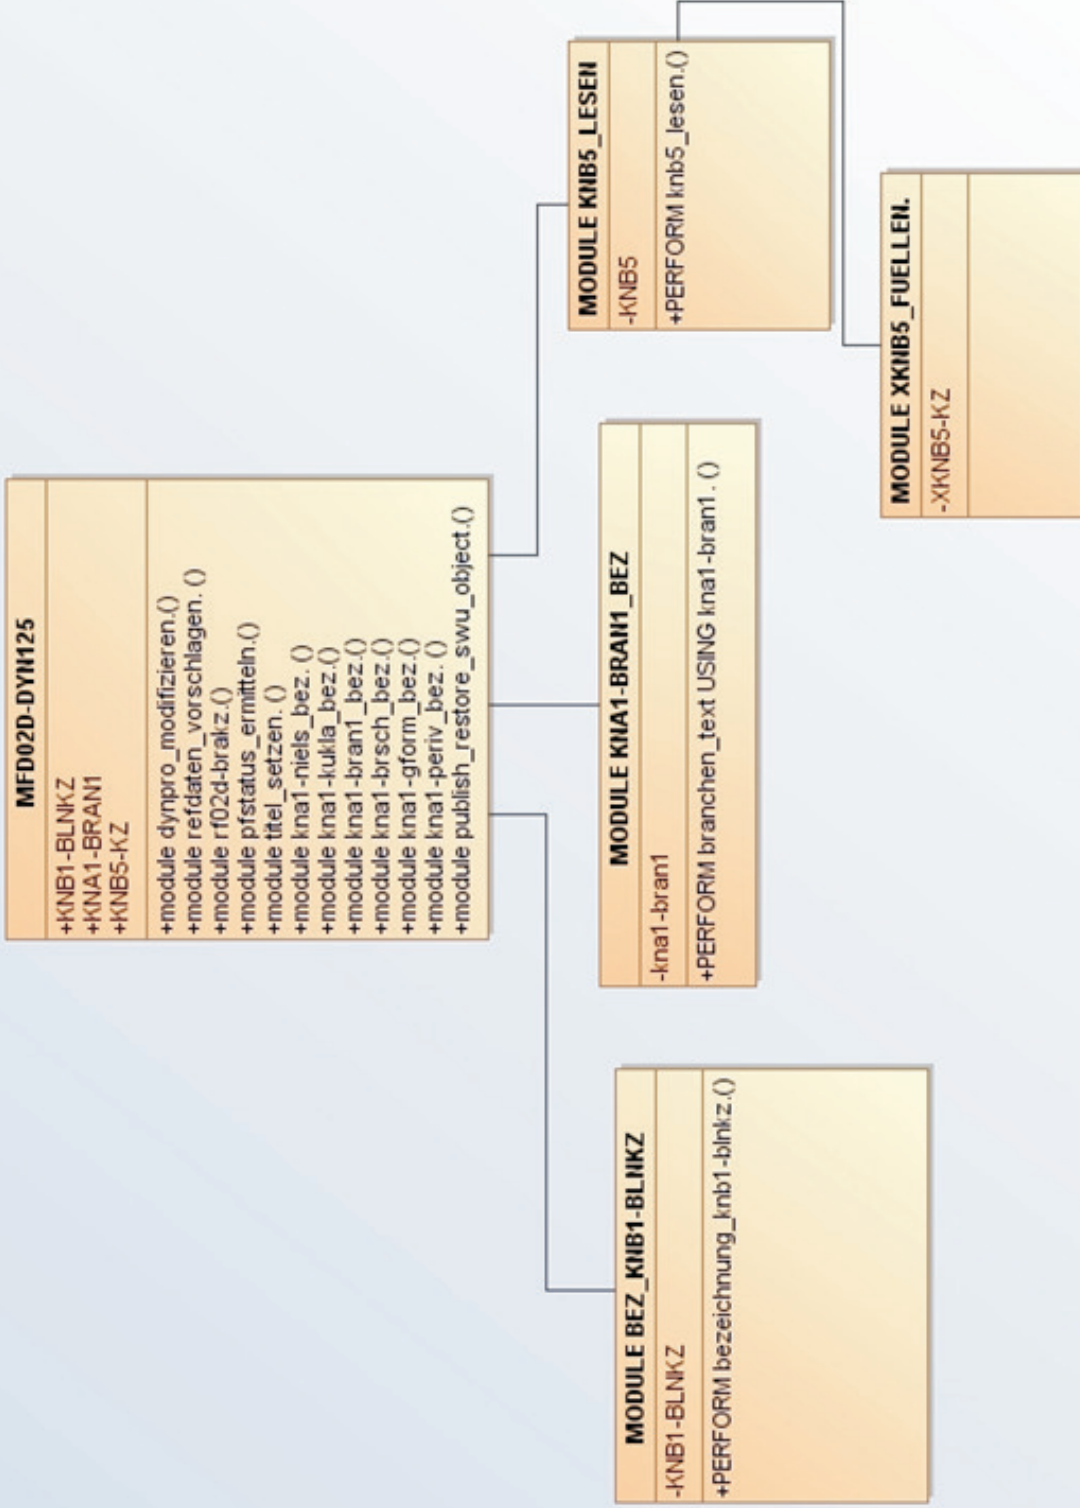 MFD02D-DYN125
+KNB1-BLNKZ
+KNA1-BRAN1
+KNB5-KZ
+module dynpro_modifizieren.()
+module refdaten_vorschlagen. ()
+module rf02d-brakz.()
+module pfstatus_ermitteln.()
+module titel_setzen. ()
+module kna1-niels_bez. ()
+module kna1-kukla_bez.()
+module kna1-bran1_bez.()
+module kna1-brsch_bez.()
+module kna1-gform_bez.()
+module kna1-periv_bez. ()
+module publish_restore_swu_object.()
MODULE BEZ_KNB1-BLNKZ
-KNB1-BLNKZ
+PERFORM bezeichnung_knb1-blnkz.()
MODULE KNA1-BRAN1_BEZ
-kna1-bran1
+PERFORM branchen_text USING kna1-bran1. ()
MODULE KNB5_LESEN
-KNB5
+PERFORM knb5_lesen.()
MODULE XKNB5_FUELLEN.
-XKNB5-KZ